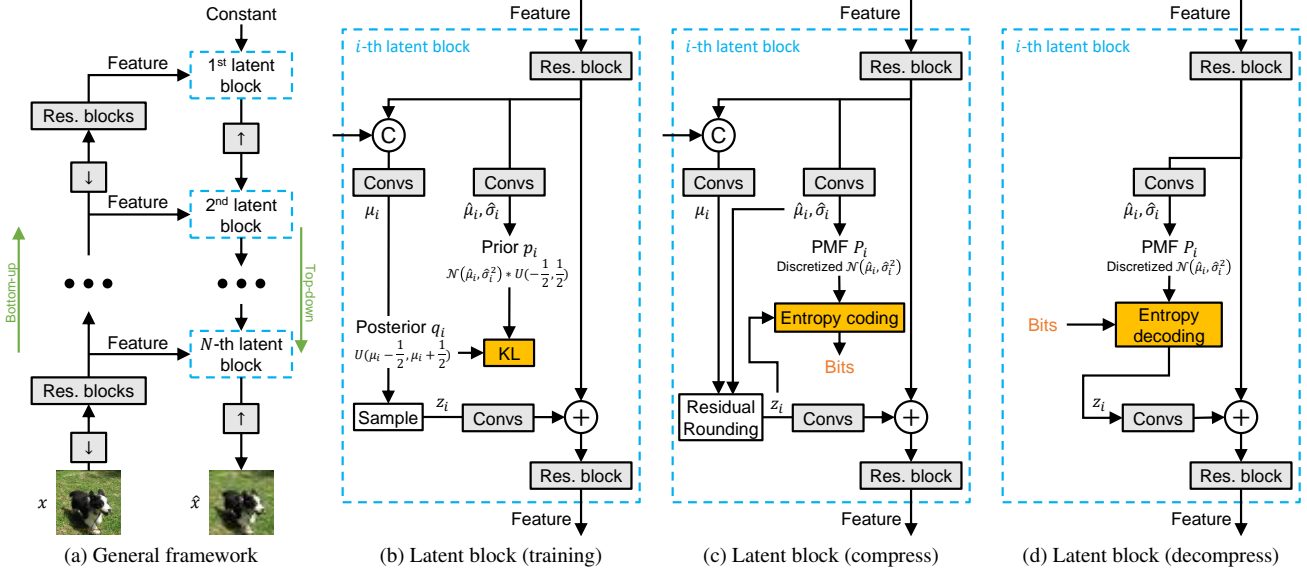 Constant
Feature
1st latent
block
Res. blocks
↑
↓
Feature
2nd latent
block
Bottom-up
Top-down
Feature
N-th latent
block
Res. blocks
↓
↑
x
x̂
(a) General framework
Feature
i-th latent block
Res. block
C
Convs
Convs
μᵢ
μ̂ᵢ, σ̂ᵢ
Prior pᵢ
𝒩(μ̂ᵢ, σ̂ᵢ²) ∗ U(−1/2, 1/2)
Posterior qᵢ
U(μᵢ − 1/2, μᵢ + 1/2)
KL
Sample
zᵢ
Convs
+
Res. block
Feature
(b) Latent block (training)
Feature
i-th latent block
Res. block
C
Convs
Convs
μᵢ
μ̂ᵢ, σ̂ᵢ
PMF Pᵢ
Discretized 𝒩(μ̂ᵢ, σ̂ᵢ²)
Entropy coding
Bits
Residual
Rounding
zᵢ
Convs
+
Res. block
Feature
(c) Latent block (compress)
Feature
i-th latent block
Res. block
Convs
μ̂ᵢ, σ̂ᵢ
PMF Pᵢ
Discretized 𝒩(μ̂ᵢ, σ̂ᵢ²)
Bits
Entropy
decoding
zᵢ
Convs
+
Res. block
Feature
(d) Latent block (decompress)